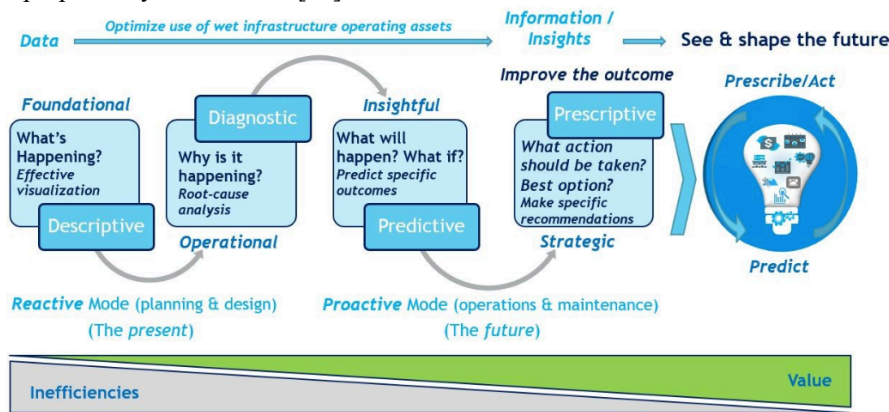 Data
Optimize use of wet infrastructure operating assets
Information /
Insights
See & shape the future
Improve the outcome
Prescribe/Act
Foundational
Diagnostic
Insightful
Prescriptive
What's
Happening?
Effective
visualization
Why is it
happening?
Root-cause
analysis
What will
happen? What if?
Predict specific
outcomes
What action
should be taken?
Best option?
Make specific
recommendations
Descriptive
Operational
Predictive
Strategic
Predict
Reactive Mode (planning & design)
(The present)
Proactive Mode (operations & maintenance)
(The future)
Value
Inefficiencies